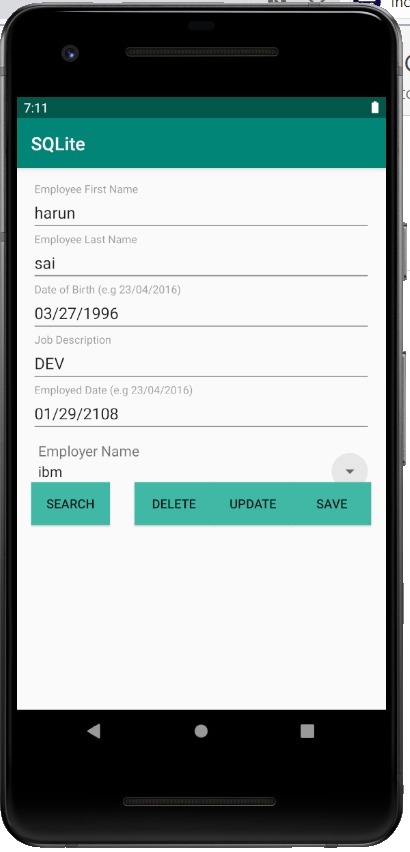 7:11
SQLite
Employee First Name
harun
Employee Last Name
sai
Date of Birth (e.g 23/04/2016)
03/27/1996
Job Description
DEV
Employed Date (e.g 23/04/2016)
01/29/2108
Employer Name
ibm
SEARCH DELETE UPDATE SAVE